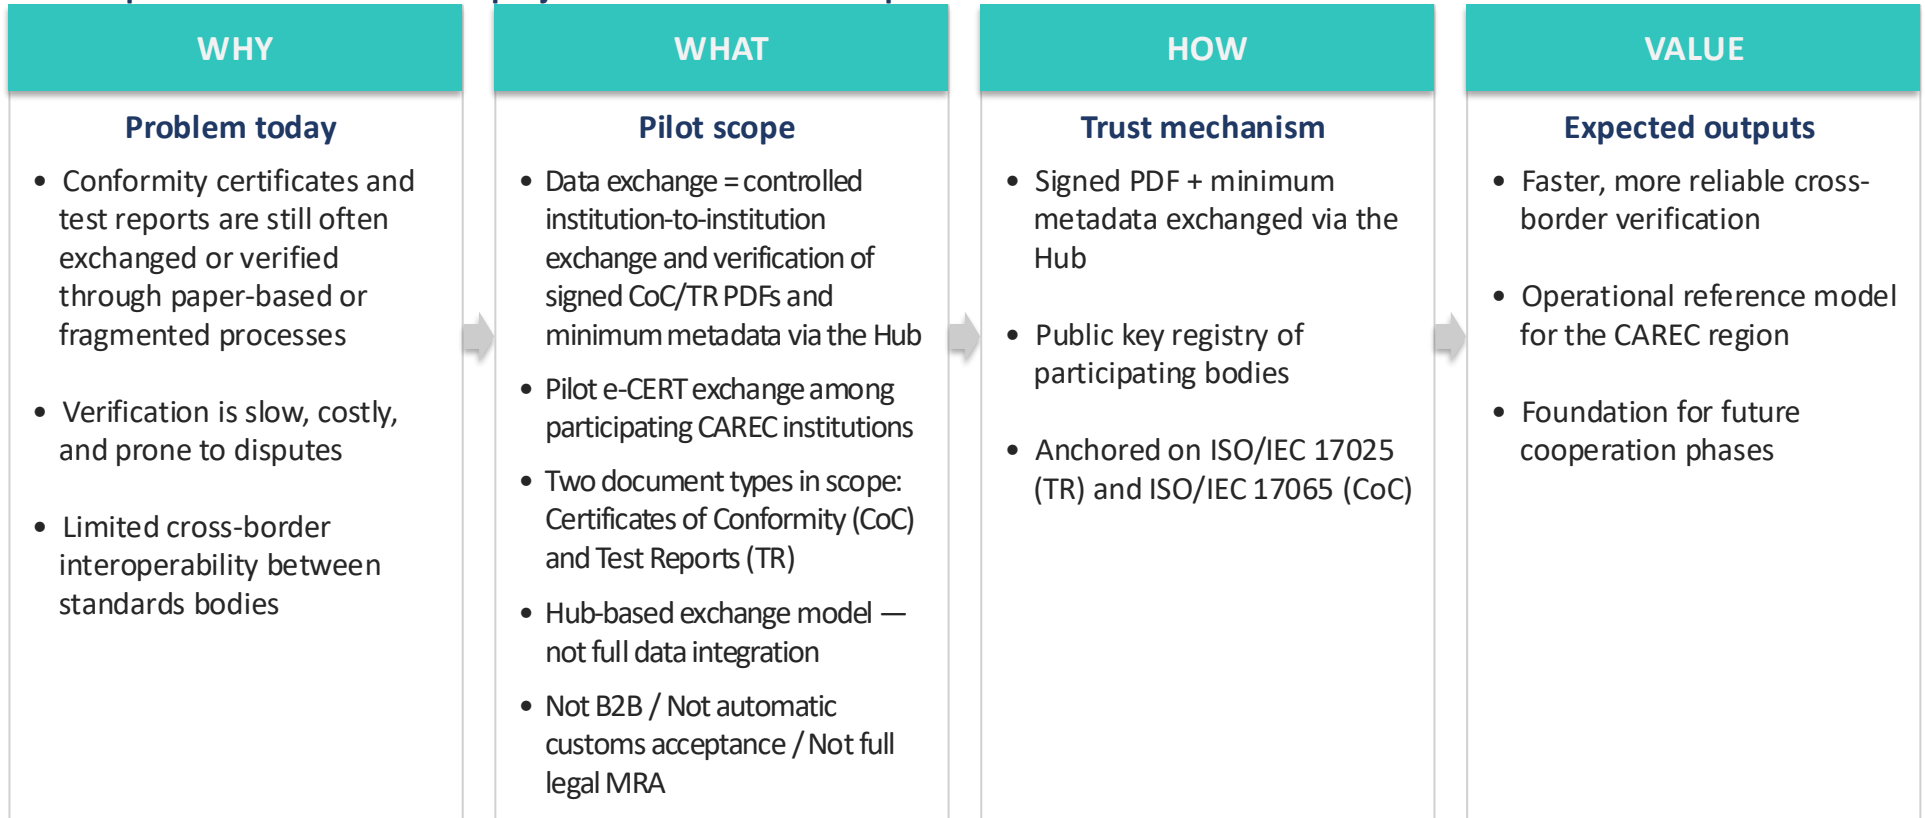 WHY
Problem today
• Conformity certificates and
test reports are still often
exchanged or verified
through paper-based or
fragmented processes
• Verification is slow, costly,
and prone to disputes
• Limited cross-border
interoperability between
standards bodies
WHAT
Pilot scope
• Data exchange = controlled
institution-to-institution
exchange and verification of
signed CoC/TR PDFs and
minimum metadata via the Hub
• Pilot e-CERT exchange among
participating CAREC institutions
• Two document types in scope:
Certificates of Conformity (CoC)
and Test Reports (TR)
• Hub-based exchange model —
not full data integration
• Not B2B / Not automatic
customs acceptance / Not full
legal MRA
HOW
Trust mechanism
• Signed PDF + minimum
metadata exchanged via the
Hub
• Public key registry of
participating bodies
• Anchored on ISO/IEC 17025
(TR) and ISO/IEC 17065 (CoC)
VALUE
Expected outputs
• Faster, more reliable cross-
border verification
• Operational reference model
for the CAREC region
• Foundation for future
cooperation phases